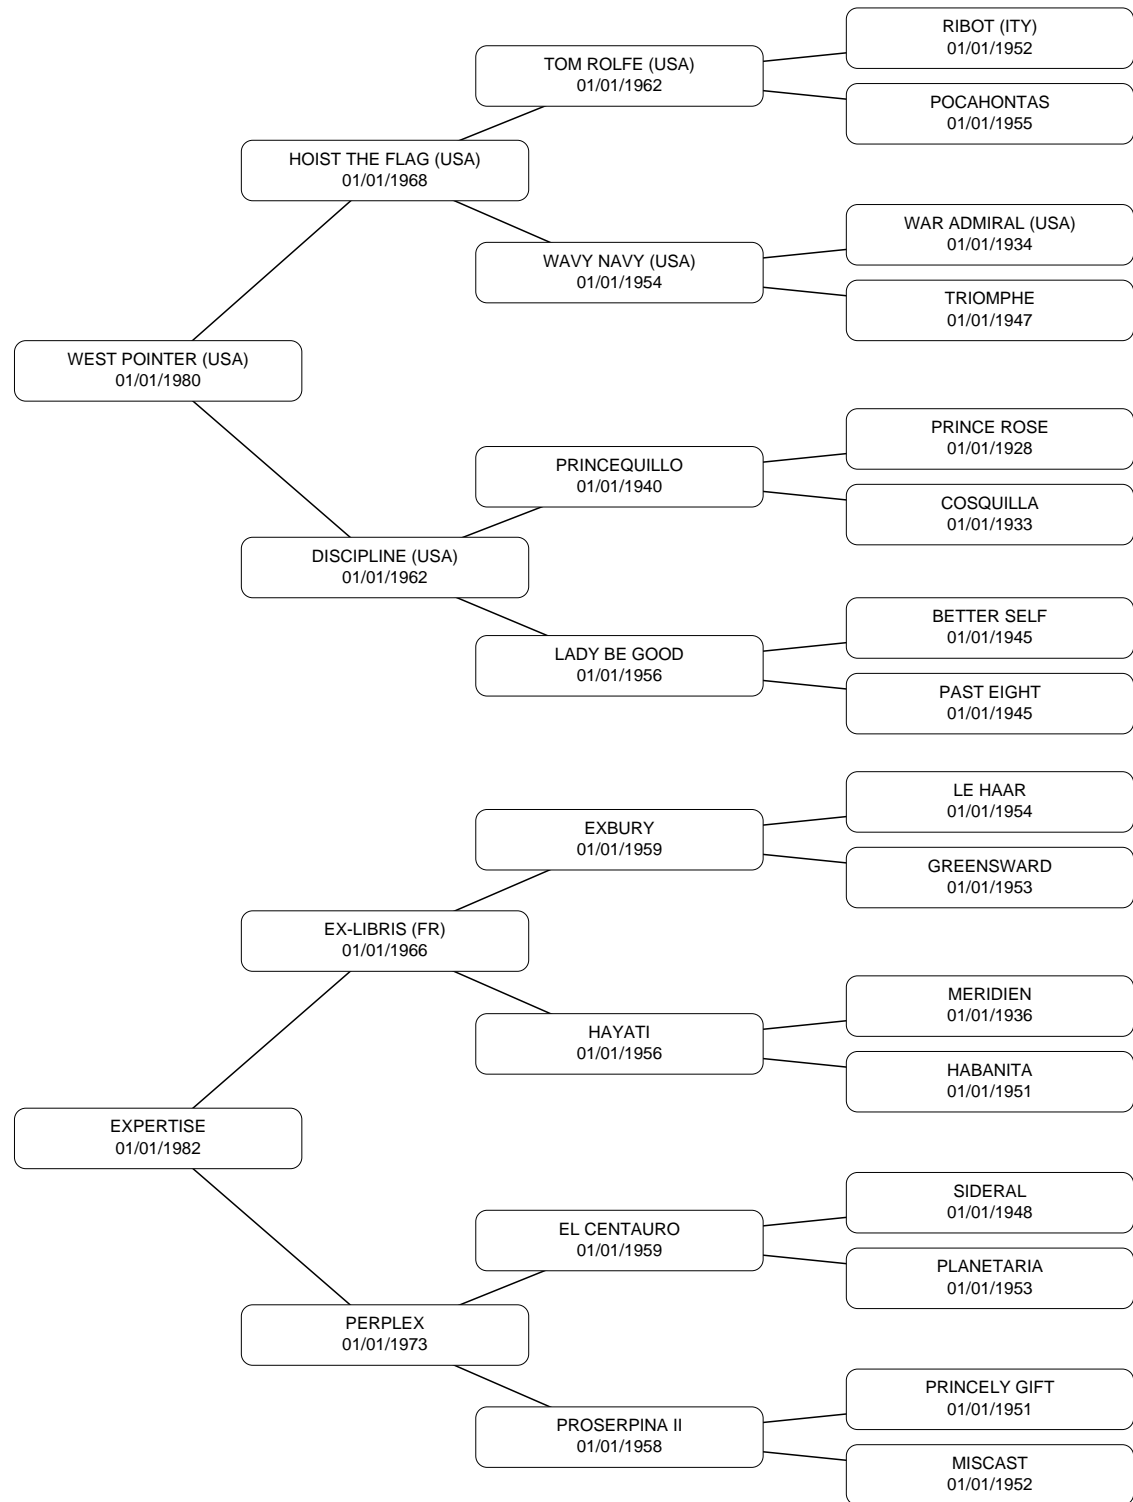 RIBOT (ITY)
01/01/1952
TOM ROLFE (USA)
01/01/1962
POCAHONTAS
01/01/1955
HOIST THE FLAG (USA)
01/01/1968
WAR ADMIRAL (USA)
01/01/1934
WAVY NAVY (USA)
01/01/1954
TRIOMPHE
01/01/1947
WEST POINTER (USA)
01/01/1980
PRINCE ROSE
01/01/1928
PRINCEQUILLO
01/01/1940
COSQUILLA
01/01/1933
DISCIPLINE (USA)
01/01/1962
BETTER SELF
01/01/1945
LADY BE GOOD
01/01/1956
PAST EIGHT
01/01/1945
LE HAAR
01/01/1954
EXBURY
01/01/1959
GREENSWARD
01/01/1953
EX-LIBRIS (FR)
01/01/1966
MERIDIEN
01/01/1936
HAYATI
01/01/1956
HABANITA
01/01/1951
EXPERTISE
01/01/1982
SIDERAL
01/01/1948
EL CENTAURO
01/01/1959
PLANETARIA
01/01/1953
PERPLEX
01/01/1973
PRINCELY GIFT
01/01/1951
PROSERPINA II
01/01/1958
MISCAST
01/01/1952